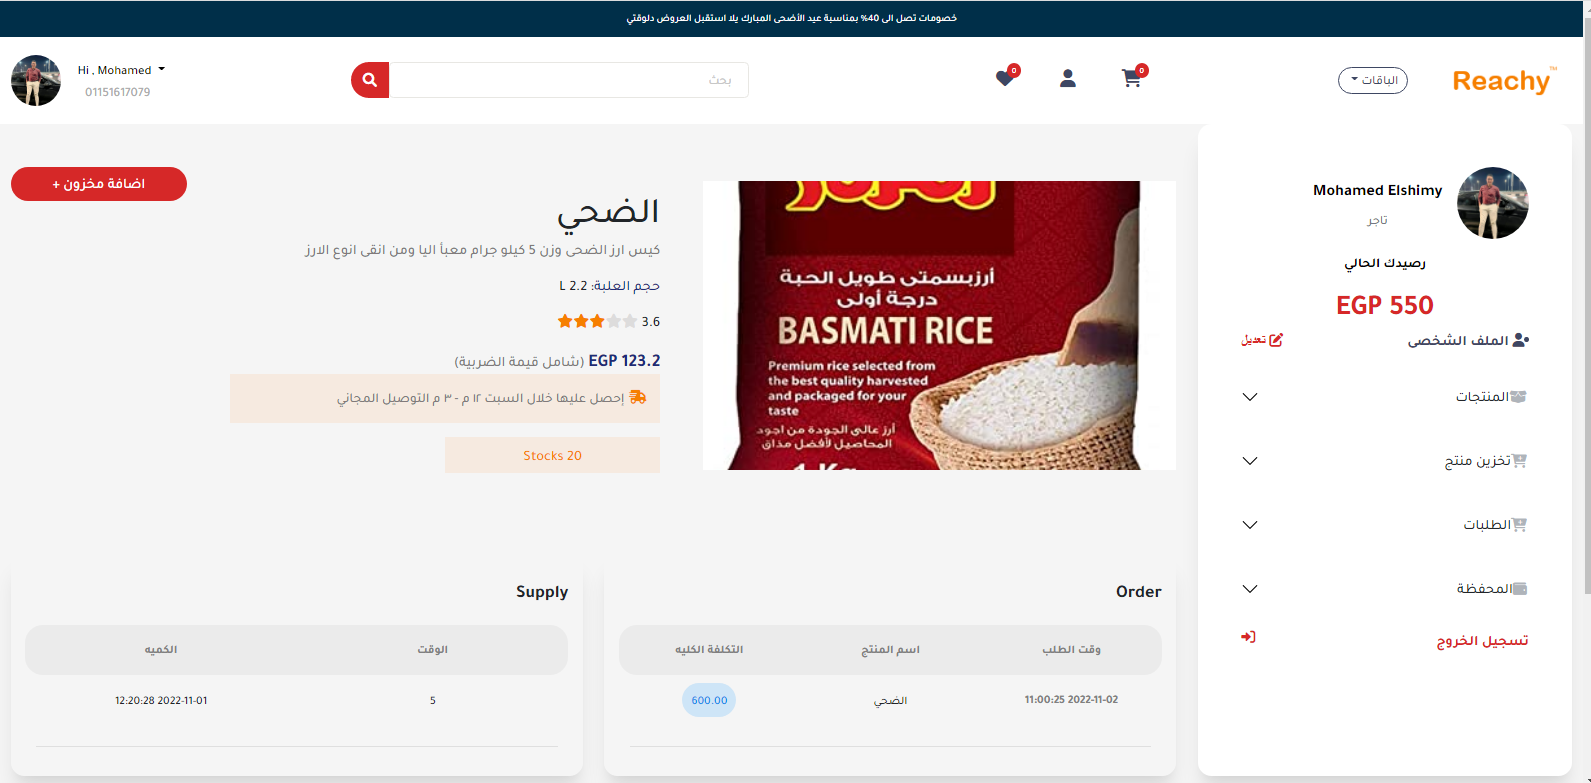 خصومات تصل الى 40% بمناسبة عيد الأضحى المبارك يلا استقبل العروض دلوقتي
Reachy™
الباقات
0
0
بحث
Hi , Mohamed
01151617079
Mohamed Elshimy
تاجر
رصيدك الحالي
EGP 550
الملف الشخصى
تعديل
المنتجات
تخزين منتج
الطلبات
المحفظة
تسجيل الخروج
أرزبسمتى طويل الحبة
درجة أولى
BASMATI RICE
Premium rice selected from
the best quality harvested
and packaged for your
taste
أرز عالى الجودة من اجود
المحاصيل لأفضل مذاق
اضافة مخزون +
الضحي
كيس ارز الضحى وزن 5 كيلو جرام معبأ اليا ومن انقى انوع الارز
حجم العلبة: L 2.2
3.6
EGP 123.2 (شامل قيمة الضريبة)
إحصل عليها خلال السبت ١٢ م - ٣ م التوصيل المجاني
Stocks 20
Order
وقت الطلب اسم المنتج التكلفة الكليه
11:00:25 2022-11-02 الضحي 600.00
Supply
الوقت الكميه
5 12:20:28 2022-11-01